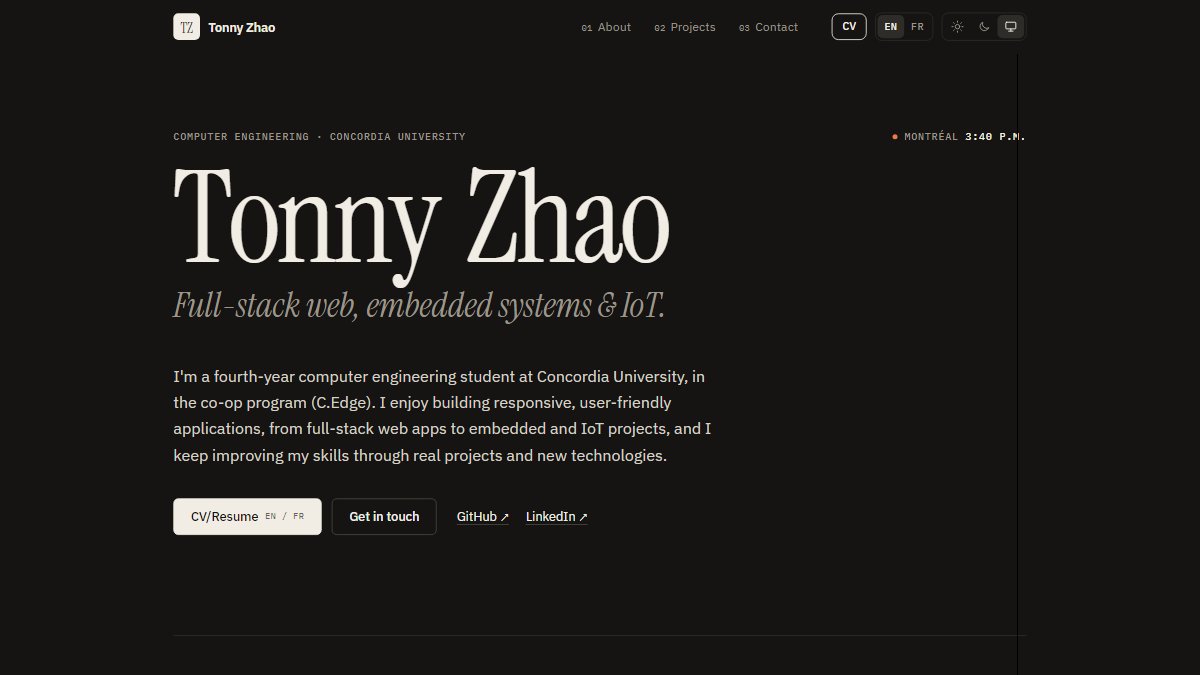 TZ Tonny Zhao 01 About 02 Projects 03 Contact CV EN FR
COMPUTER ENGINEERING · CONCORDIA UNIVERSITY MONTRÉAL 3:40 P.M.
Tonny Zhao
Full-stack web, embedded systems & IoT.
I'm a fourth-year computer engineering student at Concordia University, in
the co-op program (C.Edge). I enjoy building responsive, user-friendly
applications, from full-stack web apps to embedded and IoT projects, and I
keep improving my skills through real projects and new technologies.
CV/Resume EN / FR Get in touch GitHub ↗ LinkedIn ↗